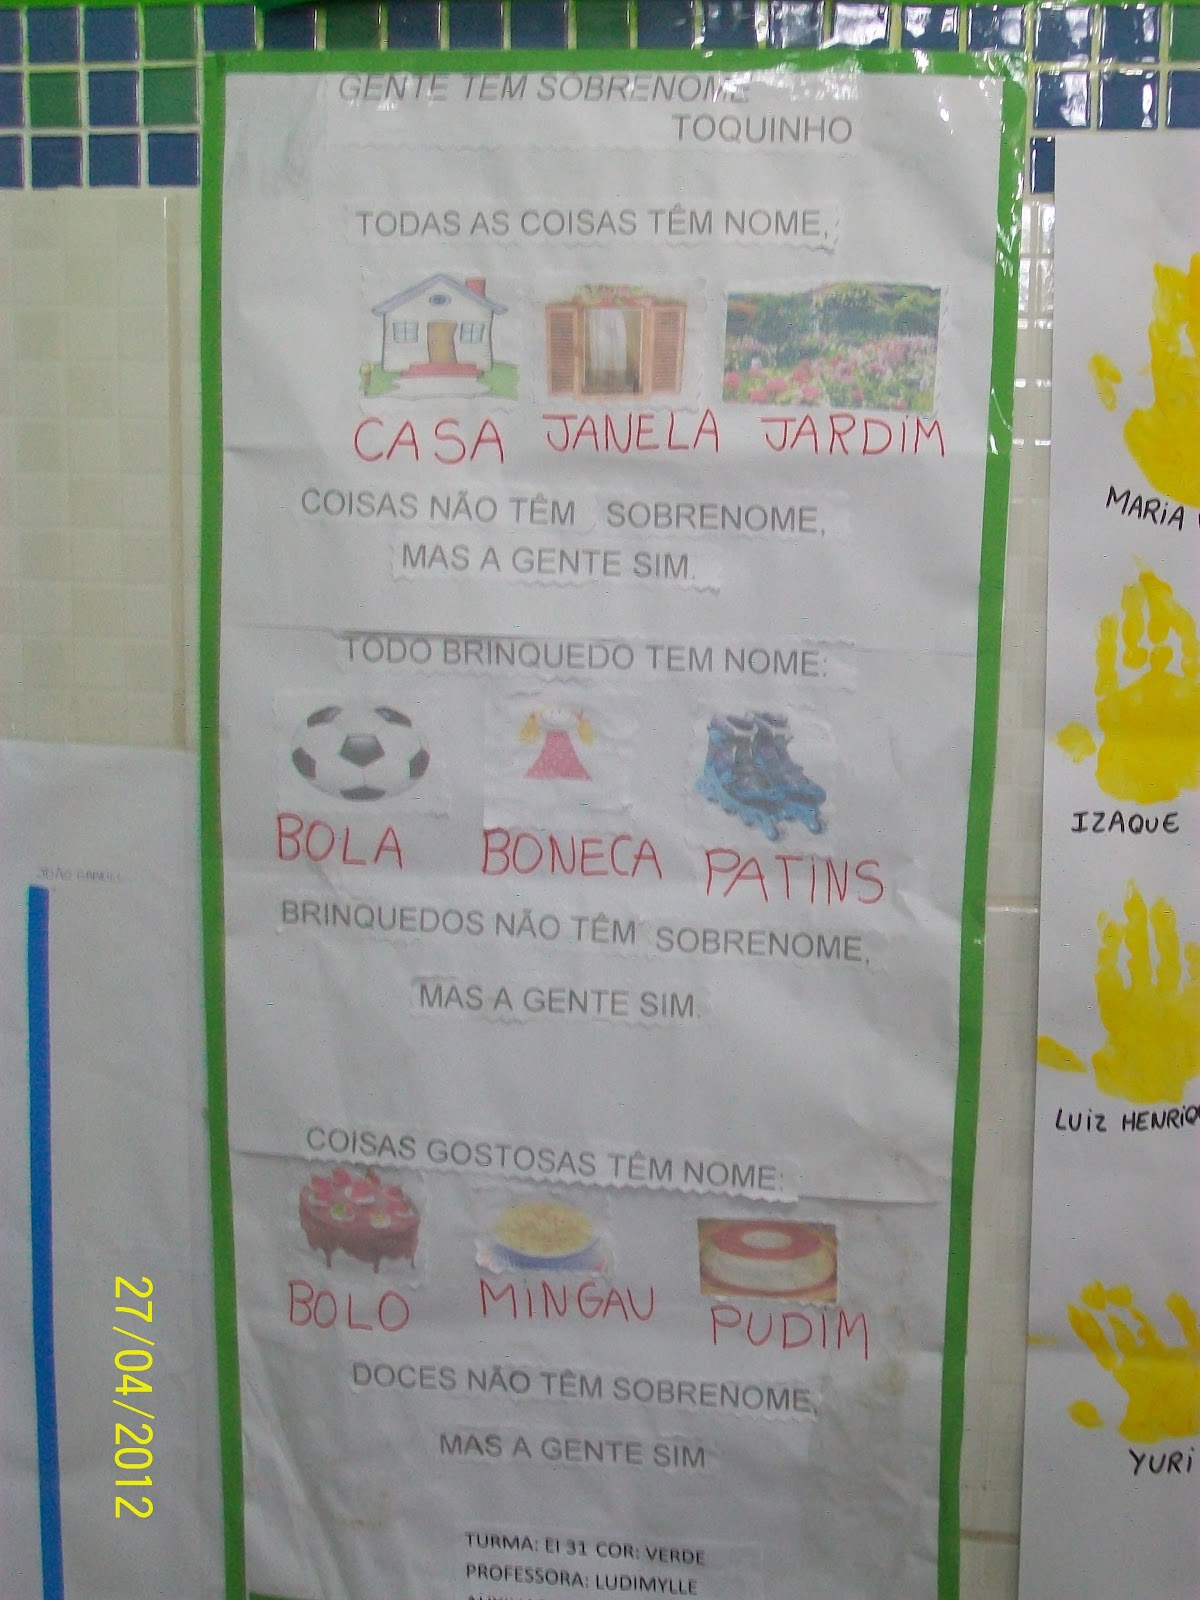 GENTE TEM SOBRENOME
TOQUINHO
TODAS AS COISAS TÊM NOME,
CASA JANELA JARDIM
COISAS NÃO TÊM SOBRENOME,
MAS A GENTE SIM.
TODO BRINQUEDO TEM NOME:
BOLA BONECA PATINS
BRINQUEDOS NÃO TÊM SOBRENOME,
MAS A GENTE SIM.
COISAS GOSTOSAS TÊM NOME:
BOLO MINGAU PUDIM
DOCES NÃO TÊM SOBRENOME,
MAS A GENTE SIM
TURMA: EI 31 COR: VERDE
PROFESSORA: LUDIMYLLE
MARIA
IZAQUE
LUIZ HENRIQ
YURI
JOÃO GABRIEL
27/04/2012